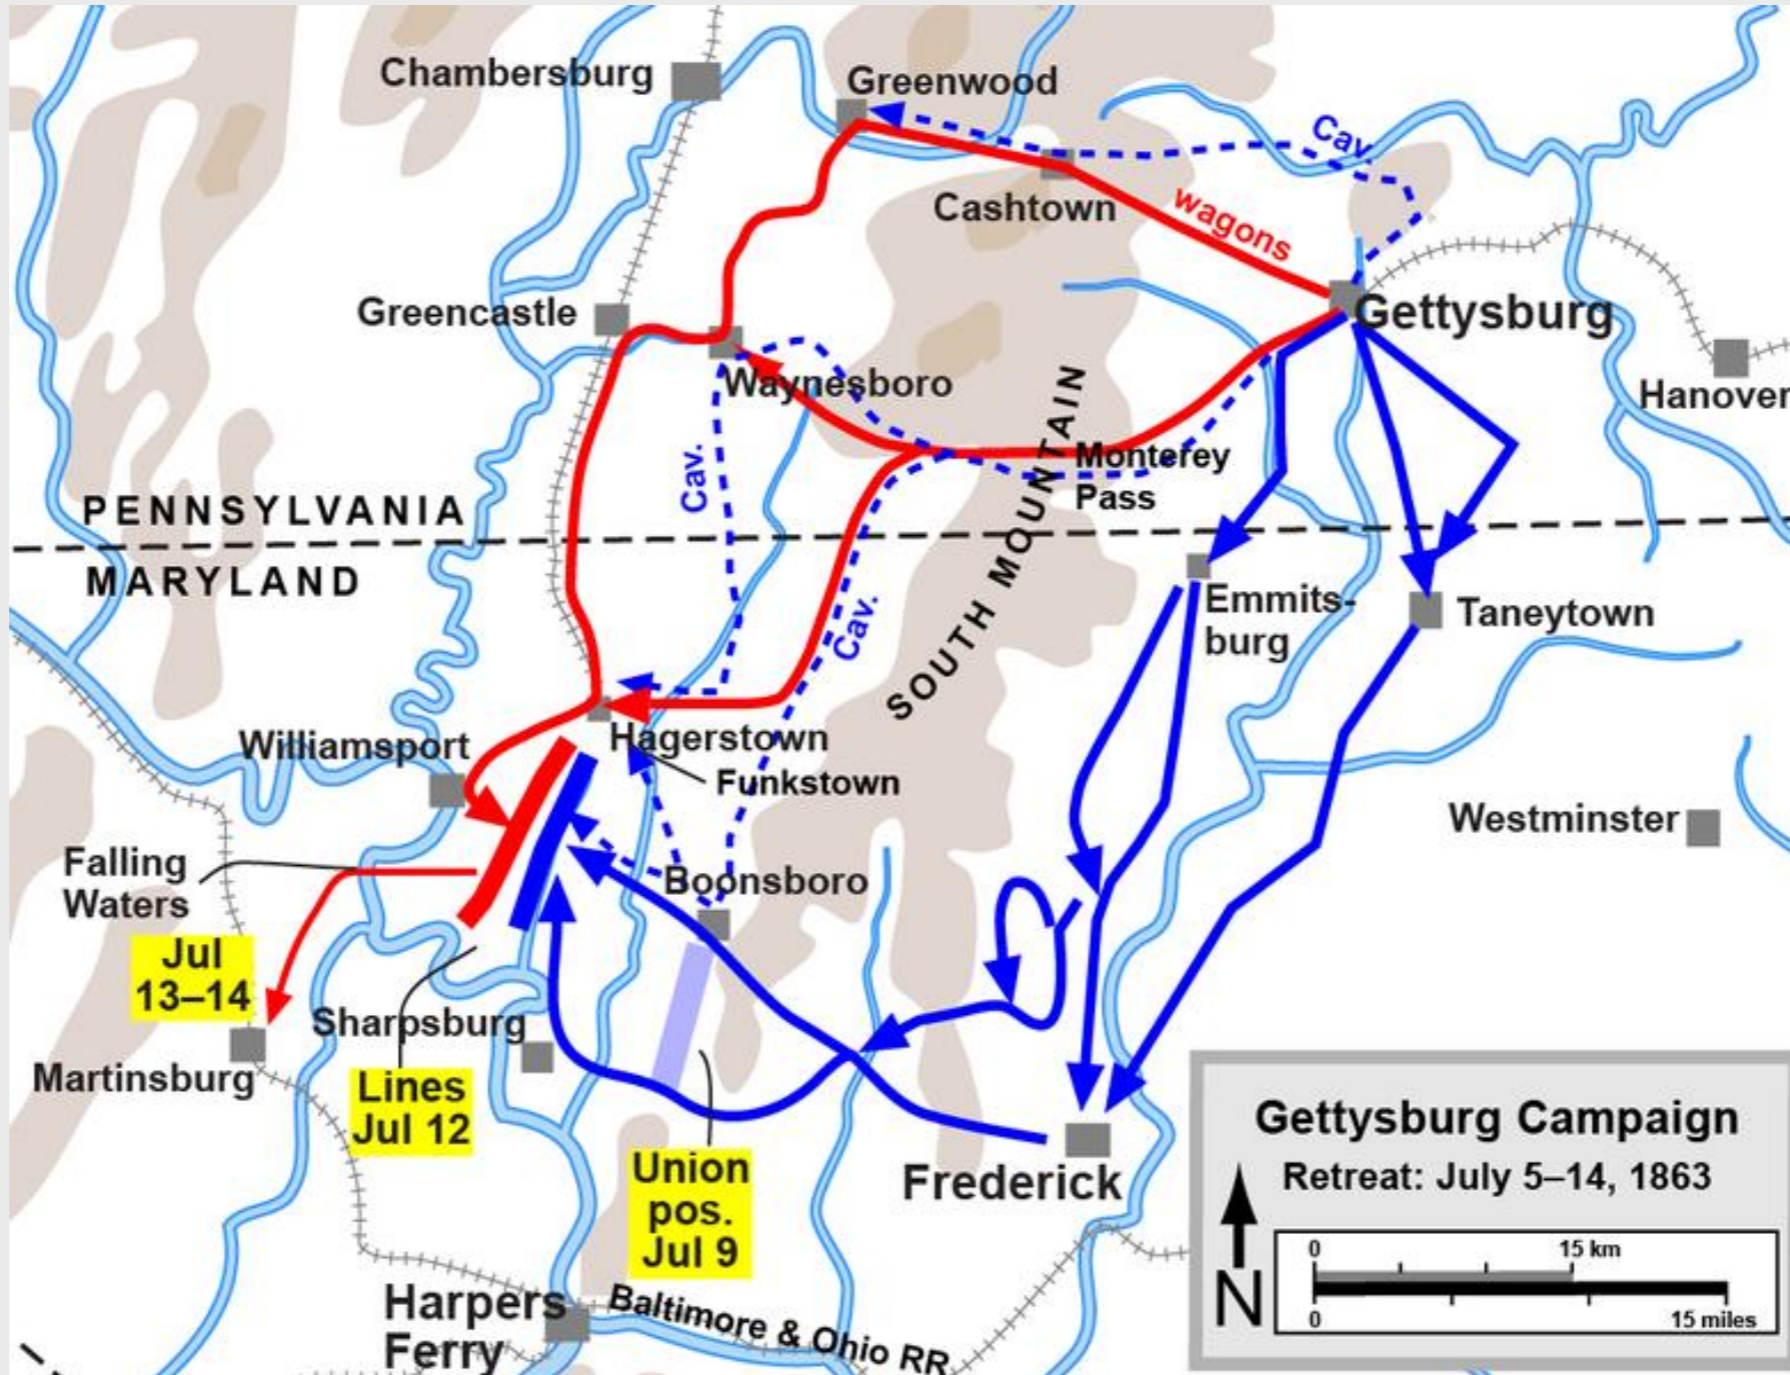 Chambersburg
Greenwood
Cav.
Cashtown
wagons
Greencastle
Gettysburg
Waynesboro
Hanover
Cav.
Monterey
Pass
SOUTH MOUNTAIN
PENNSYLVANIA
MARYLAND
Cav.
Emmits-
burg
Taneytown
Williamsport
Hagerstown
Funkstown
Westminster
Falling
Waters
Boonsboro
Jul
13–14
Sharpsburg
Martinsburg
Lines
Jul 12
Union
pos.
Jul 9
Frederick
Harpers
Ferry
Baltimore & Ohio RR
Gettysburg Campaign
Retreat: July 5–14, 1863
N
0
15 km
0
15 miles